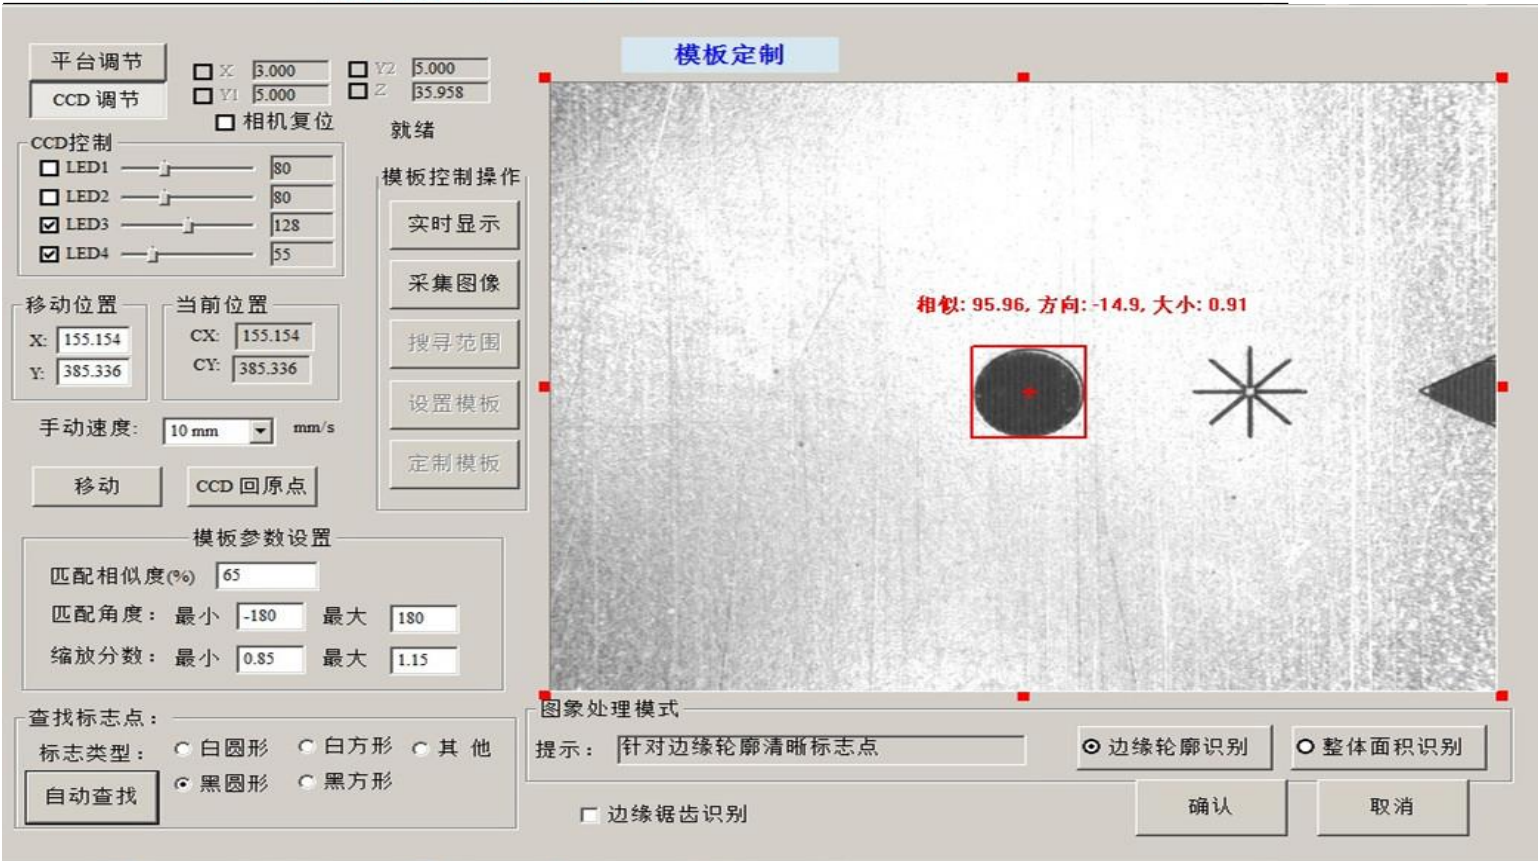 模板定制
平台调节
CCD 调节
X 3.000 Y2 5.000
Y1 5.000 Z 35.958
相机复位
就绪
CCD控制
LED1 80
LED2 80
LED3 128
LED4 55
模板控制操作
实时显示
采集图像
搜寻范围
设置模板
定制模板
移动位置
X: 155.154
Y: 385.336
当前位置
CX: 155.154
CY: 385.336
手动速度: 10 mm mm/s
移动 CCD 回原点
模板参数设置
匹配相似度(%) 65
匹配角度: 最小 -180 最大 180
缩放分数: 最小 0.85 最大 1.15
查找标志点:
标志类型: 白圆形 白方形 其 他
黑圆形 黑方形
自动查找
相似: 95.96, 方向: -14.9, 大小: 0.91
图象处理模式
提示: 针对边缘轮廓清晰标志点 边缘轮廓识别 整体面积识别
边缘锯齿识别
确认 取消